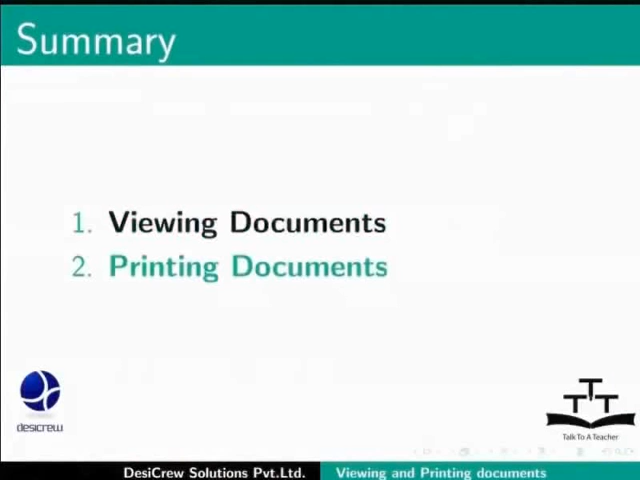 Summary
1. Viewing Documents
2. Printing Documents
desicrew
TTT
Talk To A Teacher
DesiCrew Solutions Pvt.Ltd.
Viewing and Printing documents